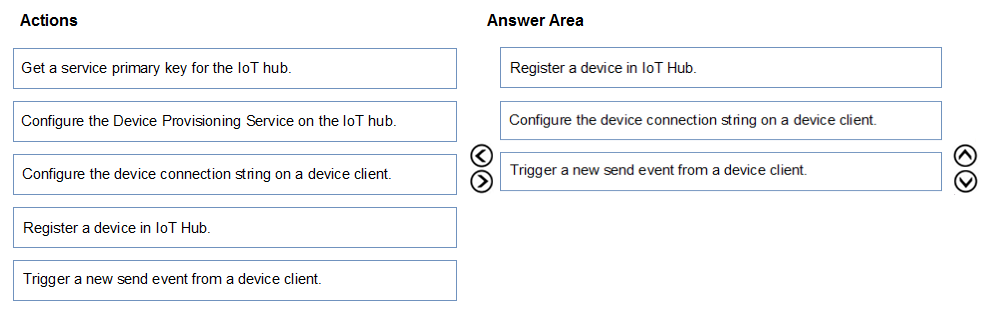 Actions
Answer Area
Get a service primary key for the IoT hub.
Register a device in IoT Hub.
Configure the Device Provisioning Service on the IoT hub.
Configure the device connection string on a device client.
Configure the device connection string on a device client.
Trigger a new send event from a device client.
Register a device in IoT Hub.
Trigger a new send event from a device client.